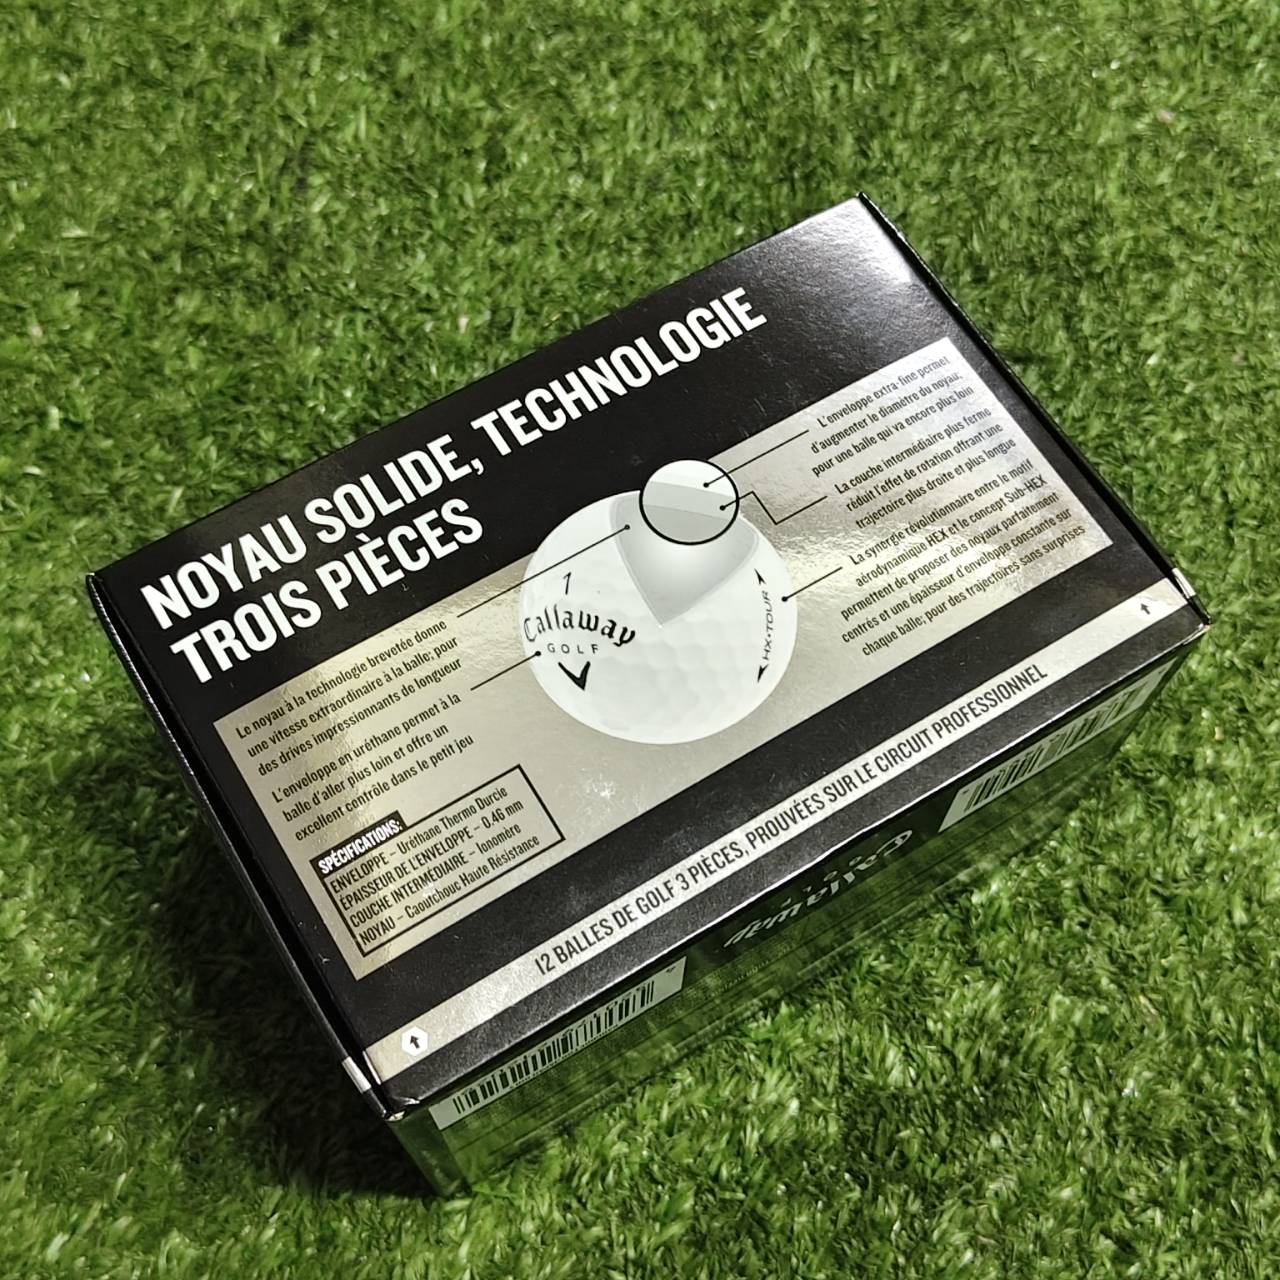 NOYAU SOLIDE, TECHNOLOGIE
TROIS PIÈCES
L'enveloppe extra-fine permet
d'augmenter le diamètre du noyau;
pour une balle qui va encore plus loin
La couche intermédiaire plus ferme
réduit l'effet de rotation offrant une
trajectoire plus droite et plus longue
La synergie révolutionnaire entre le motif
aérodynamique HEX et le concept Sub-HEX
permettent de proposer des noyaux parfaitement
centrés et une épaisseur d'enveloppe constante sur
chaque balle; pour des trajectoires sans surprises
Le noyau à la technologie brevetée donne
une vitesse extraordinaire à la balle; pour
des drives impressionnants de longueur
L'enveloppe en uréthane permet à la
balle d'aller plus loin et offre un
excellent contrôle dans le petit jeu
1
Callaway
GOLF
HX•TOUR
SPÉCIFICATIONS:
ENVELOPPE – Uréthane Thermo Durcie
ÉPAISSEUR DE L'ENVELOPPE – 0.46 mm
COUCHE INTERMÉDIAIRE – Ionomère
NOYAU – Caoutchouc Haute Résistance
12 BALLES DE GOLF 3 PIÈCES, PROUVÉES SUR LE CIRCUIT PROFESSIONNEL
Callaway